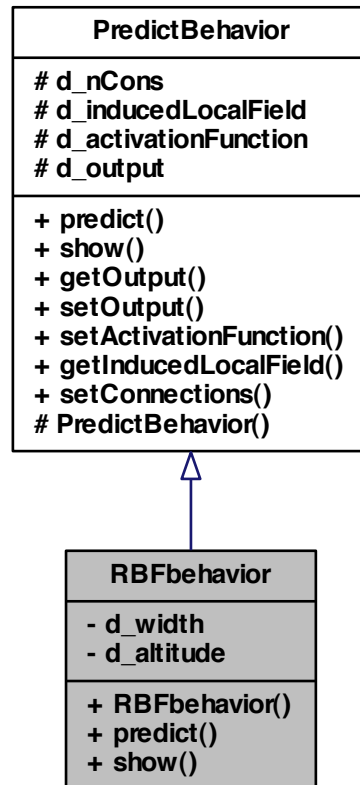 PredictBehavior
# d_nCons
# d_inducedLocalField
# d_activationFunction
# d_output
+ predict()
+ show()
+ getOutput()
+ setOutput()
+ setActivationFunction()
+ getInducedLocalField()
+ setConnections()
# PredictBehavior()
RBFbehavior
- d_width
- d_altitude
+ RBFbehavior()
+ predict()
+ show()